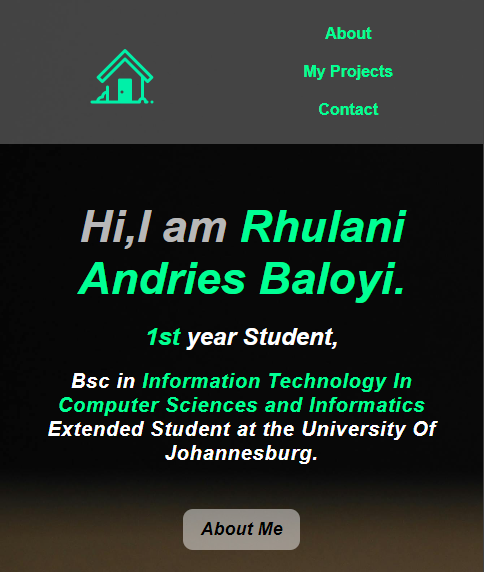 About
My Projects
Contact
Hi,I am Rhulani
Andries Baloyi.
1st year Student,
Bsc in Information Technology In
Computer Sciences and Informatics
Extended Student at the University Of
Johannesburg.
About Me